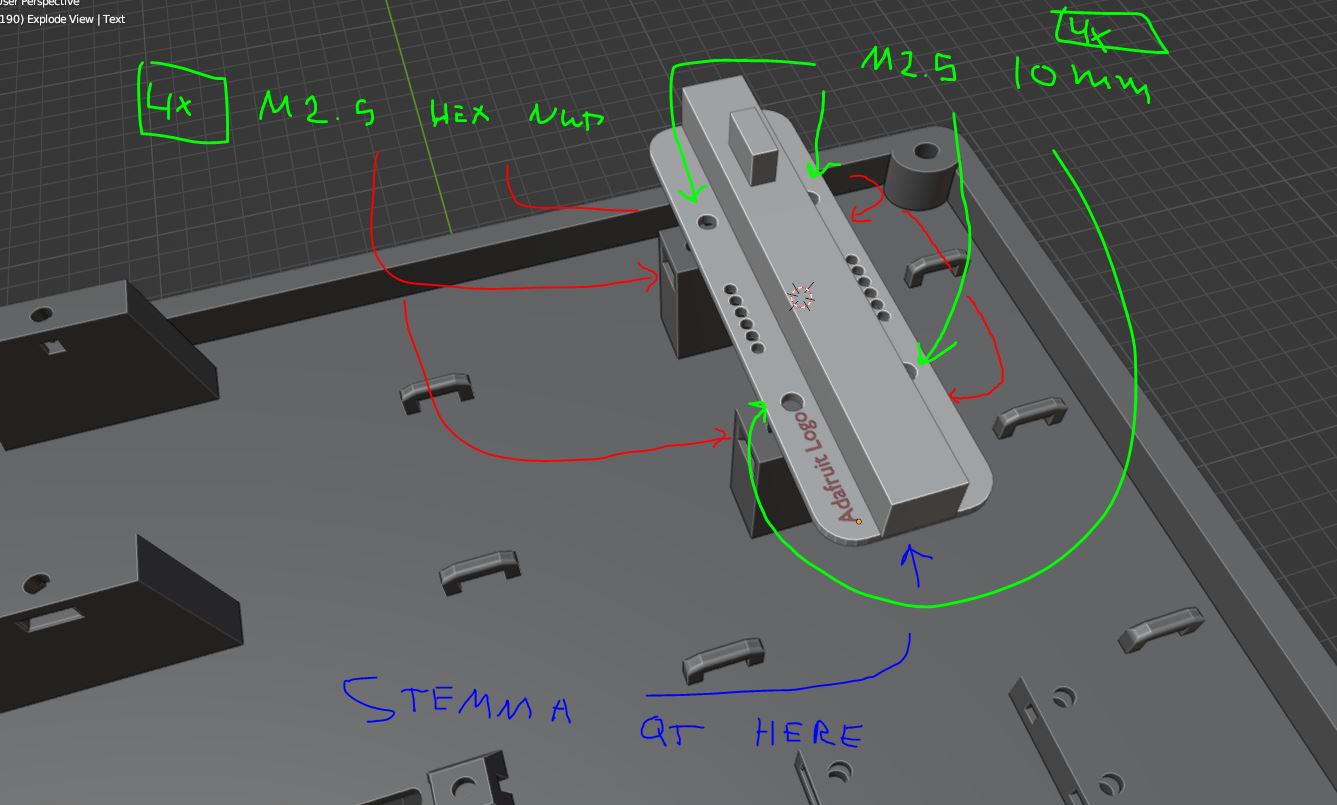 User Perspective
190) Explode View | Text
4x
M2.5 10mm
4x M2.5 HEX Nut
Adafruit Logo
STEMMA
QT HERE